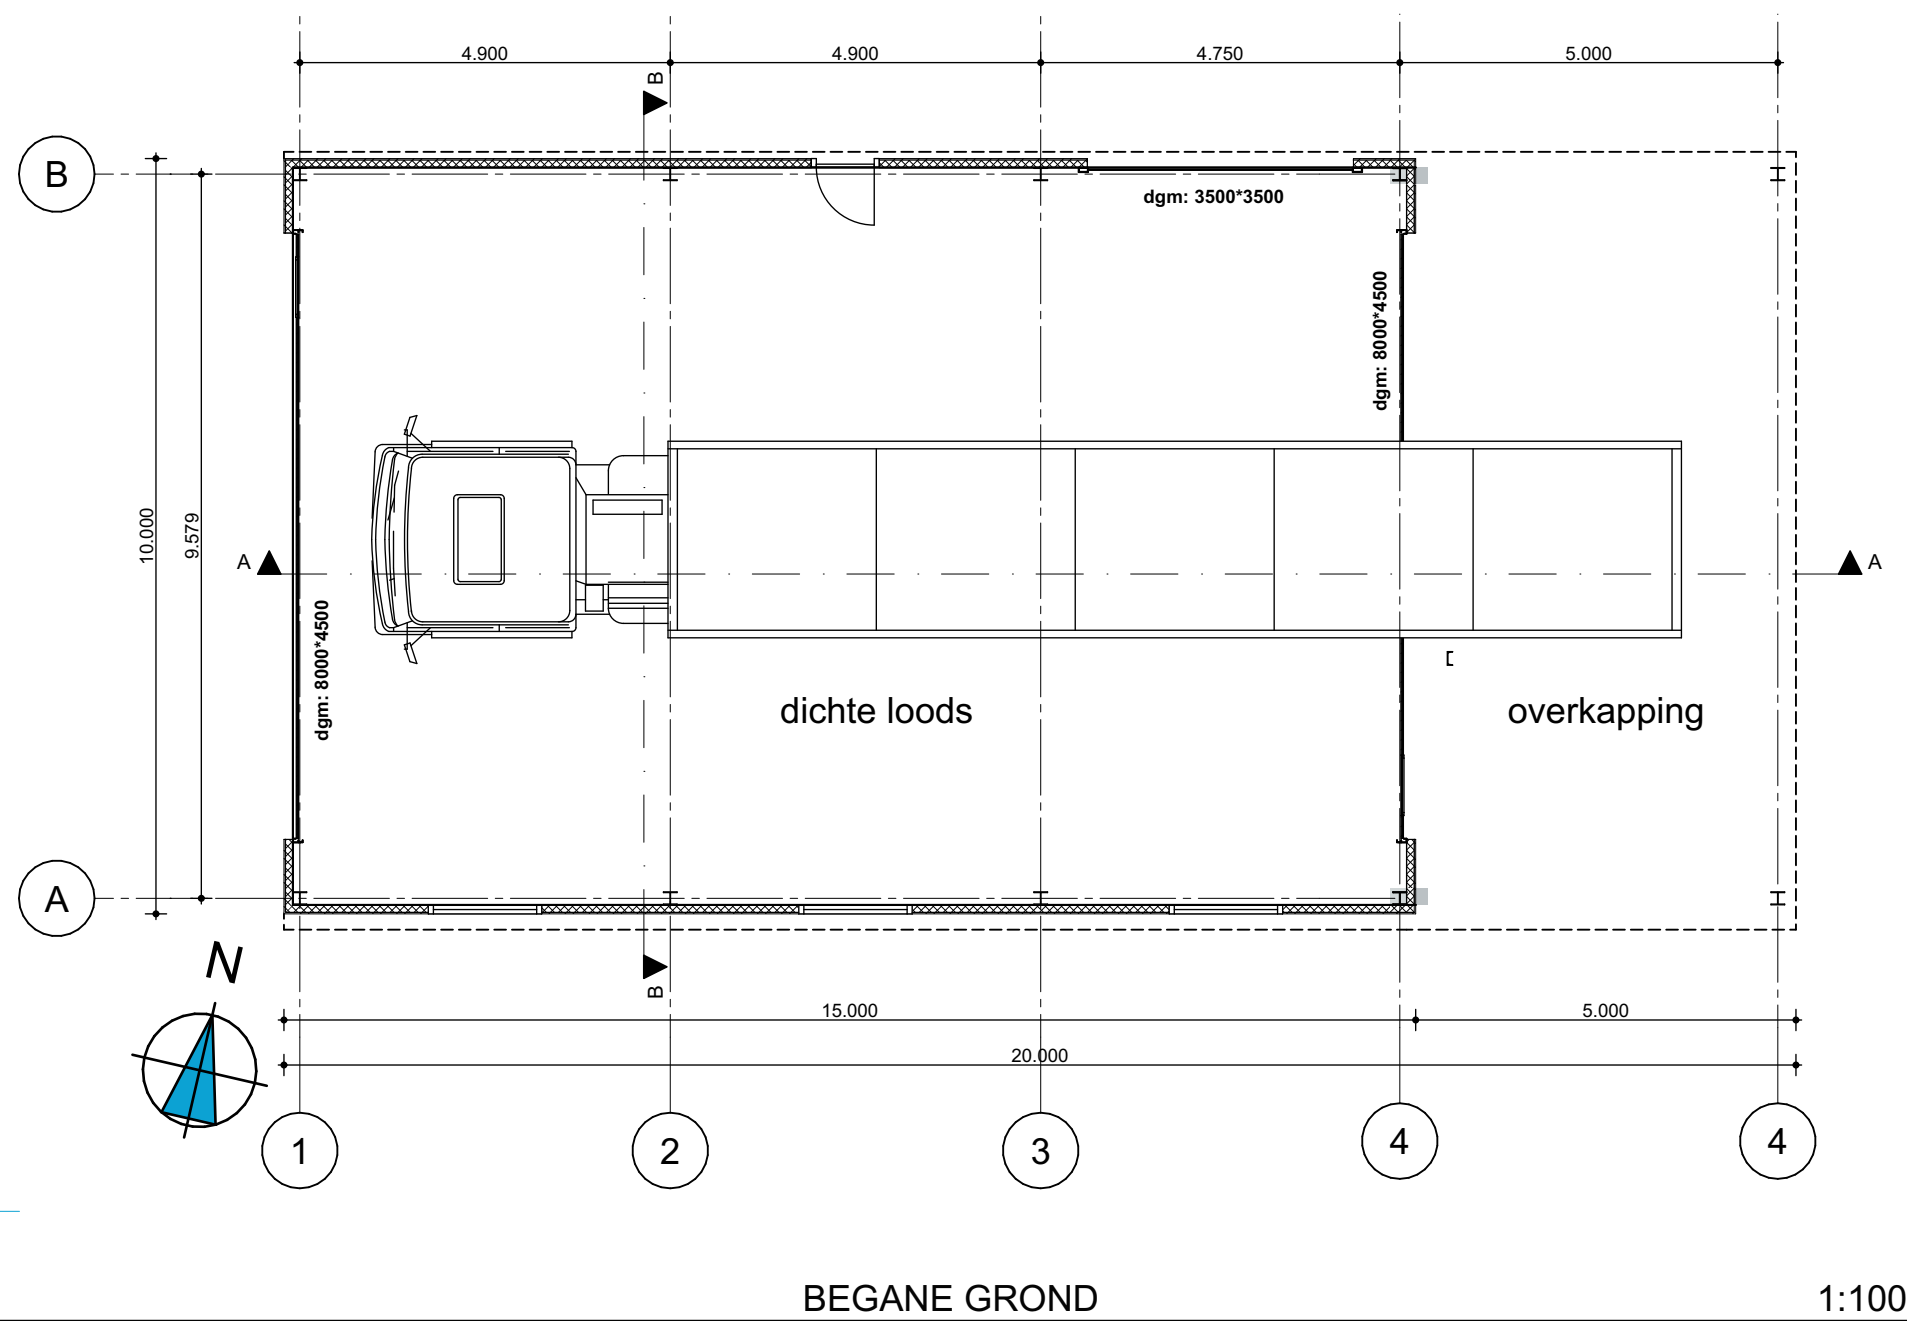 4.900
4.900
4.750
5.000
B
B
dgm: 3500*3500
dgm: 8000*4500
10.000
9.579
A
A
dgm: 8000*4500
dichte loods
overkapping
A
N
B
15.000
5.000
20.000
1
2
3
4
4
BEGANE GROND
1:100